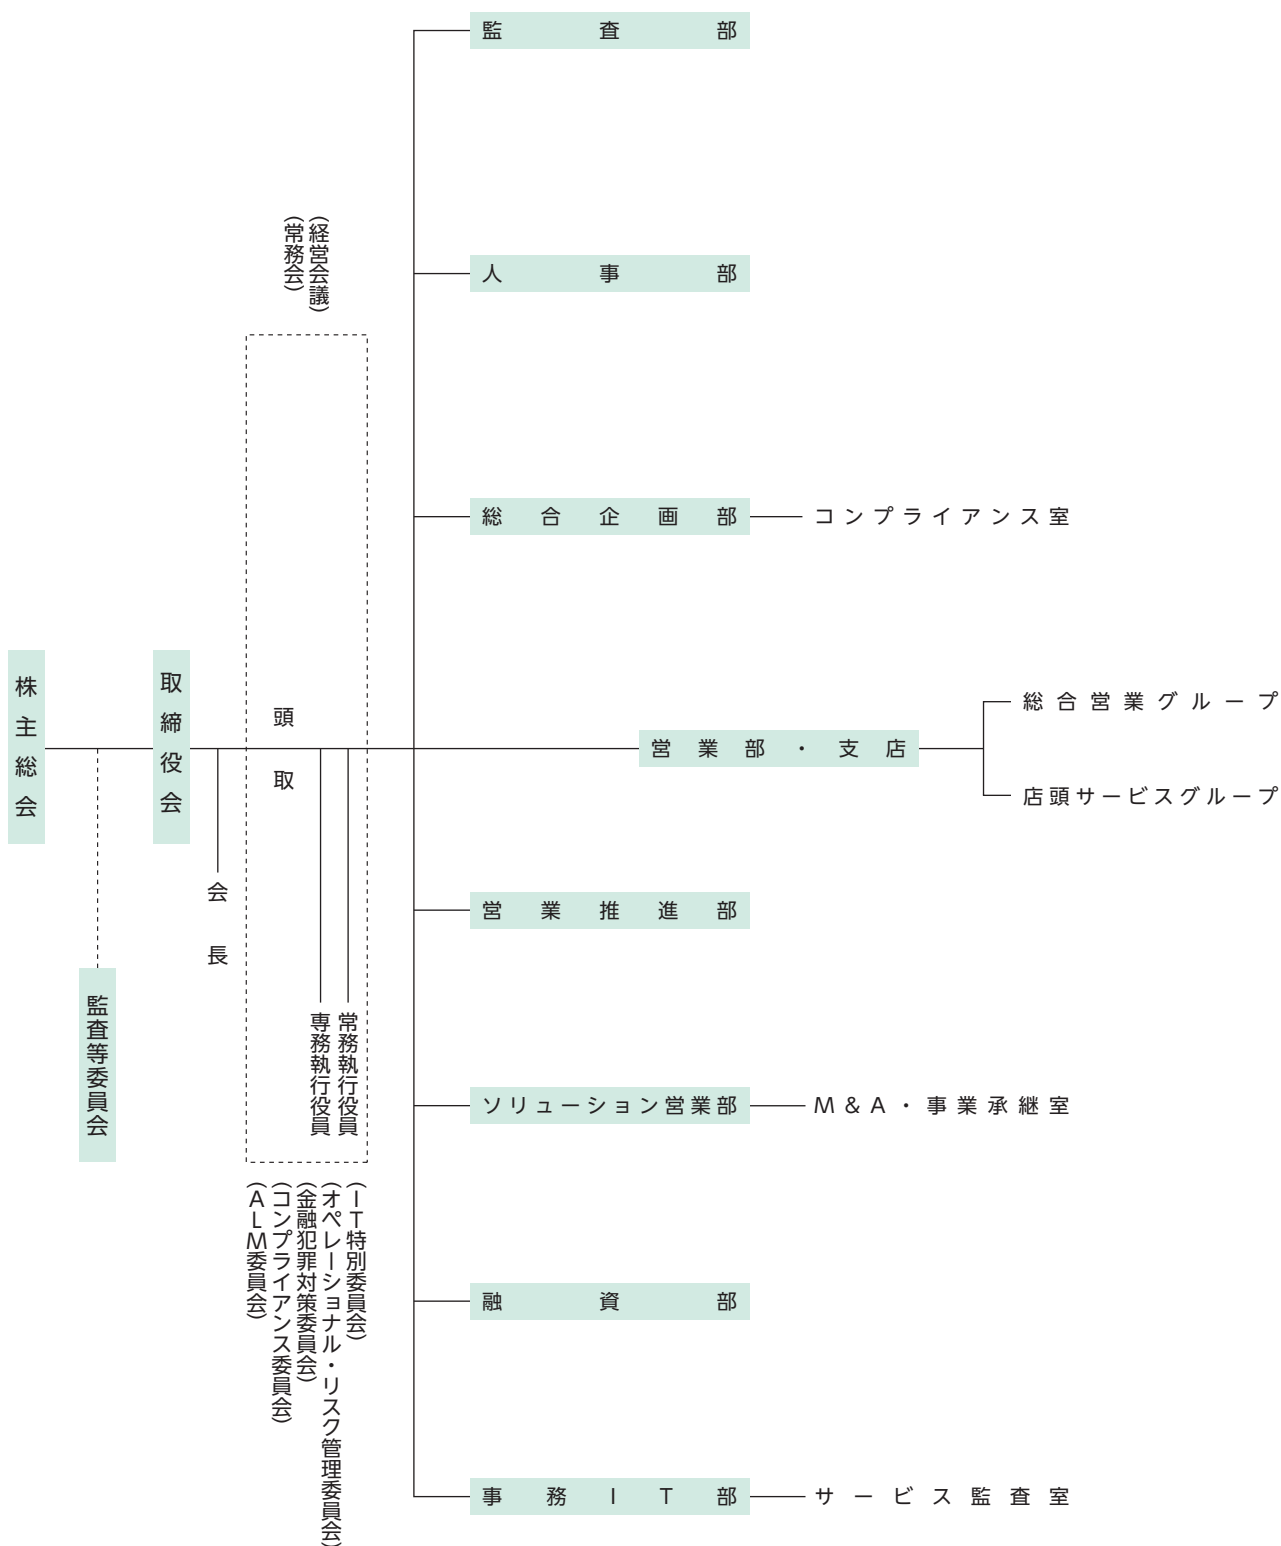 監査部
人事部
総合企画部
コンプライアンス室
営業部・支店
総合営業グループ
店頭サービスグループ
営業推進部
ソリューション営業部
M&A・事業承継室
融資部
事務IT部
サービス監査室
(経営会議)
(常務会)
株主総会
監査等委員会
取締役会
会長
頭取
専務執行役員
常務執行役員
(IT特別委員会)
(オペレーショナル・リスク管理委員会)
(金融犯罪対策委員会)
(コンプライアンス委員会)
(ALM委員会)